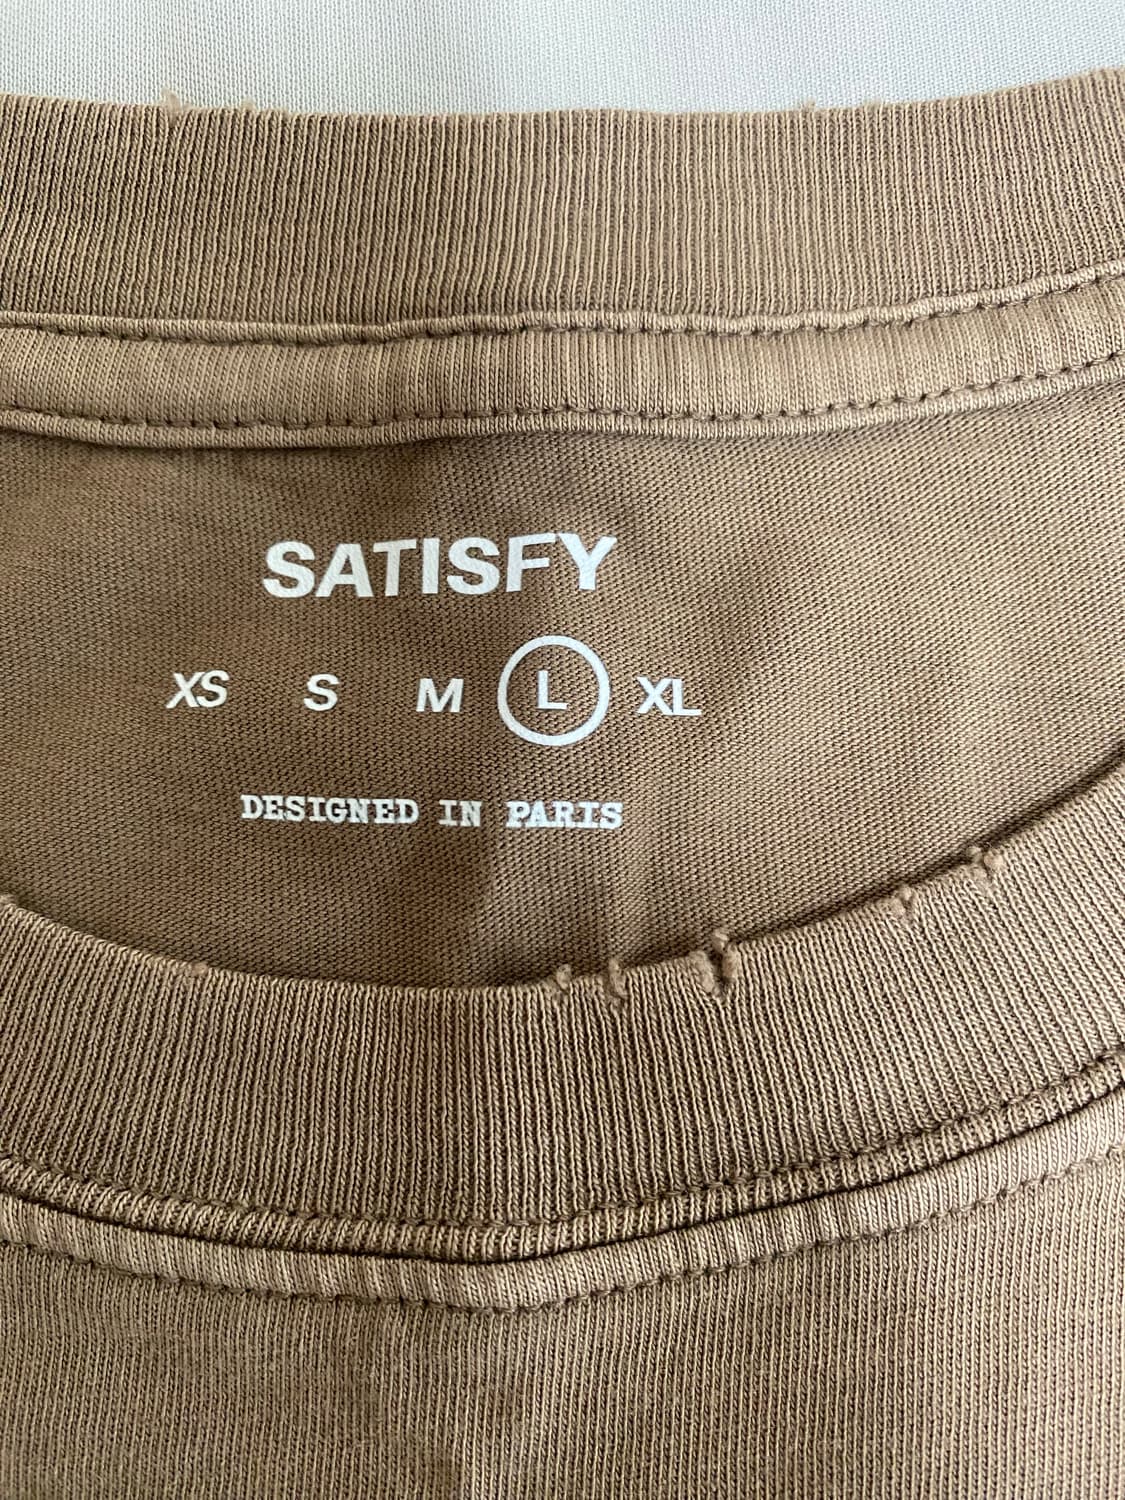 SATISFY
XS S M L XL
DESIGNED IN PARIS